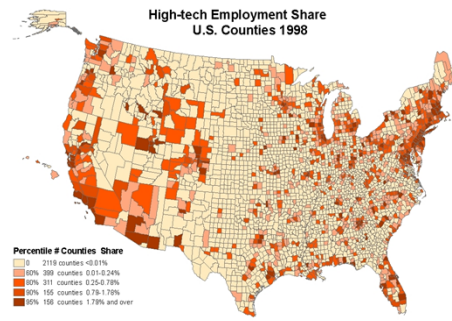 High-tech Employment Share
U.S. Counties 1998
Percentile # Counties Share
0 2119 counties <0.01%
60% 399 counties 0.01-0.24%
80% 311 counties 0.25-0.78%
90% 155 counties 0.79-1.78%
95% 156 counties 1.79% and over